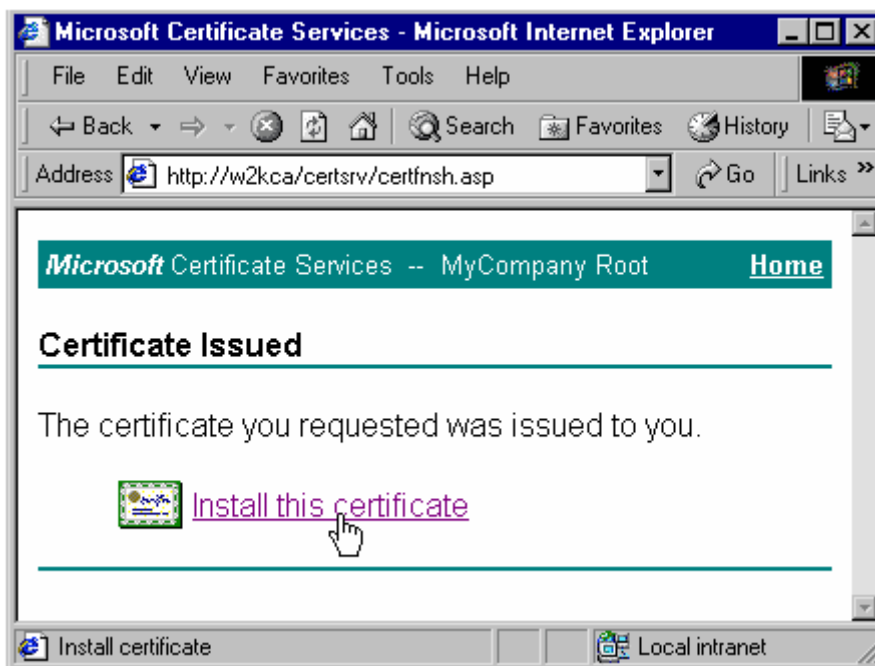 Microsoft Certificate Services - Microsoft Internet Explorer
File Edit View Favorites Tools Help
Back Search Favorites History
Address http://w2kca/certsrv/certfnsh.asp Go Links »
Microsoft Certificate Services -- MyCompany Root Home
Certificate Issued
The certificate you requested was issued to you.
Install this certificate
Install certificate Local intranet